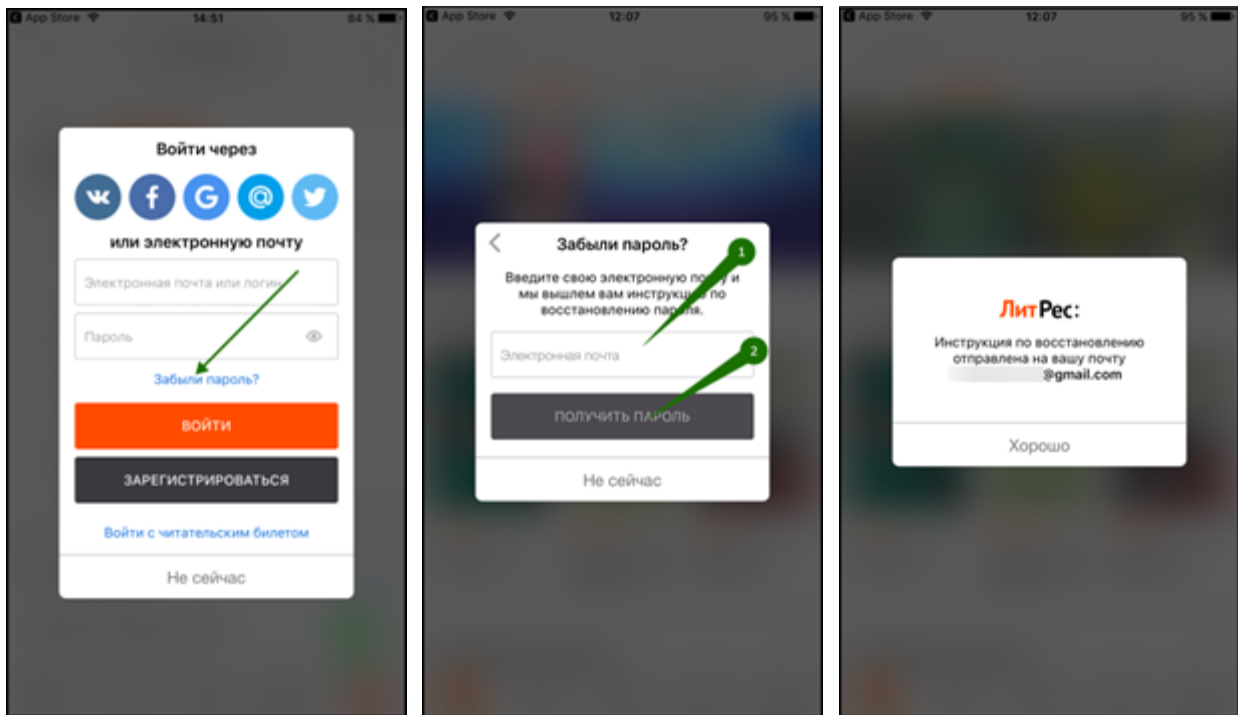 App Store 14:51 84 %
Войти через
или электронную почту
Электронная почта или логин
Пароль
Забыли пароль?
ВОЙТИ
ЗАРЕГИСТРИРОВАТЬСЯ
Войти с читательским билетом
Не сейчас
App Store 12:07 95 %
Забыли пароль?
1
Введите свою электронную почту и
мы вышлем вам инструкцию по
восстановлению пароля.
2
Электронная почта
ПОЛУЧИТЬ ПАРОЛЬ
Не сейчас
App Store 12:07 95 %
ЛитРес:
Инструкция по восстановлению
отправлена на вашу почту
@gmail.com
Хорошо